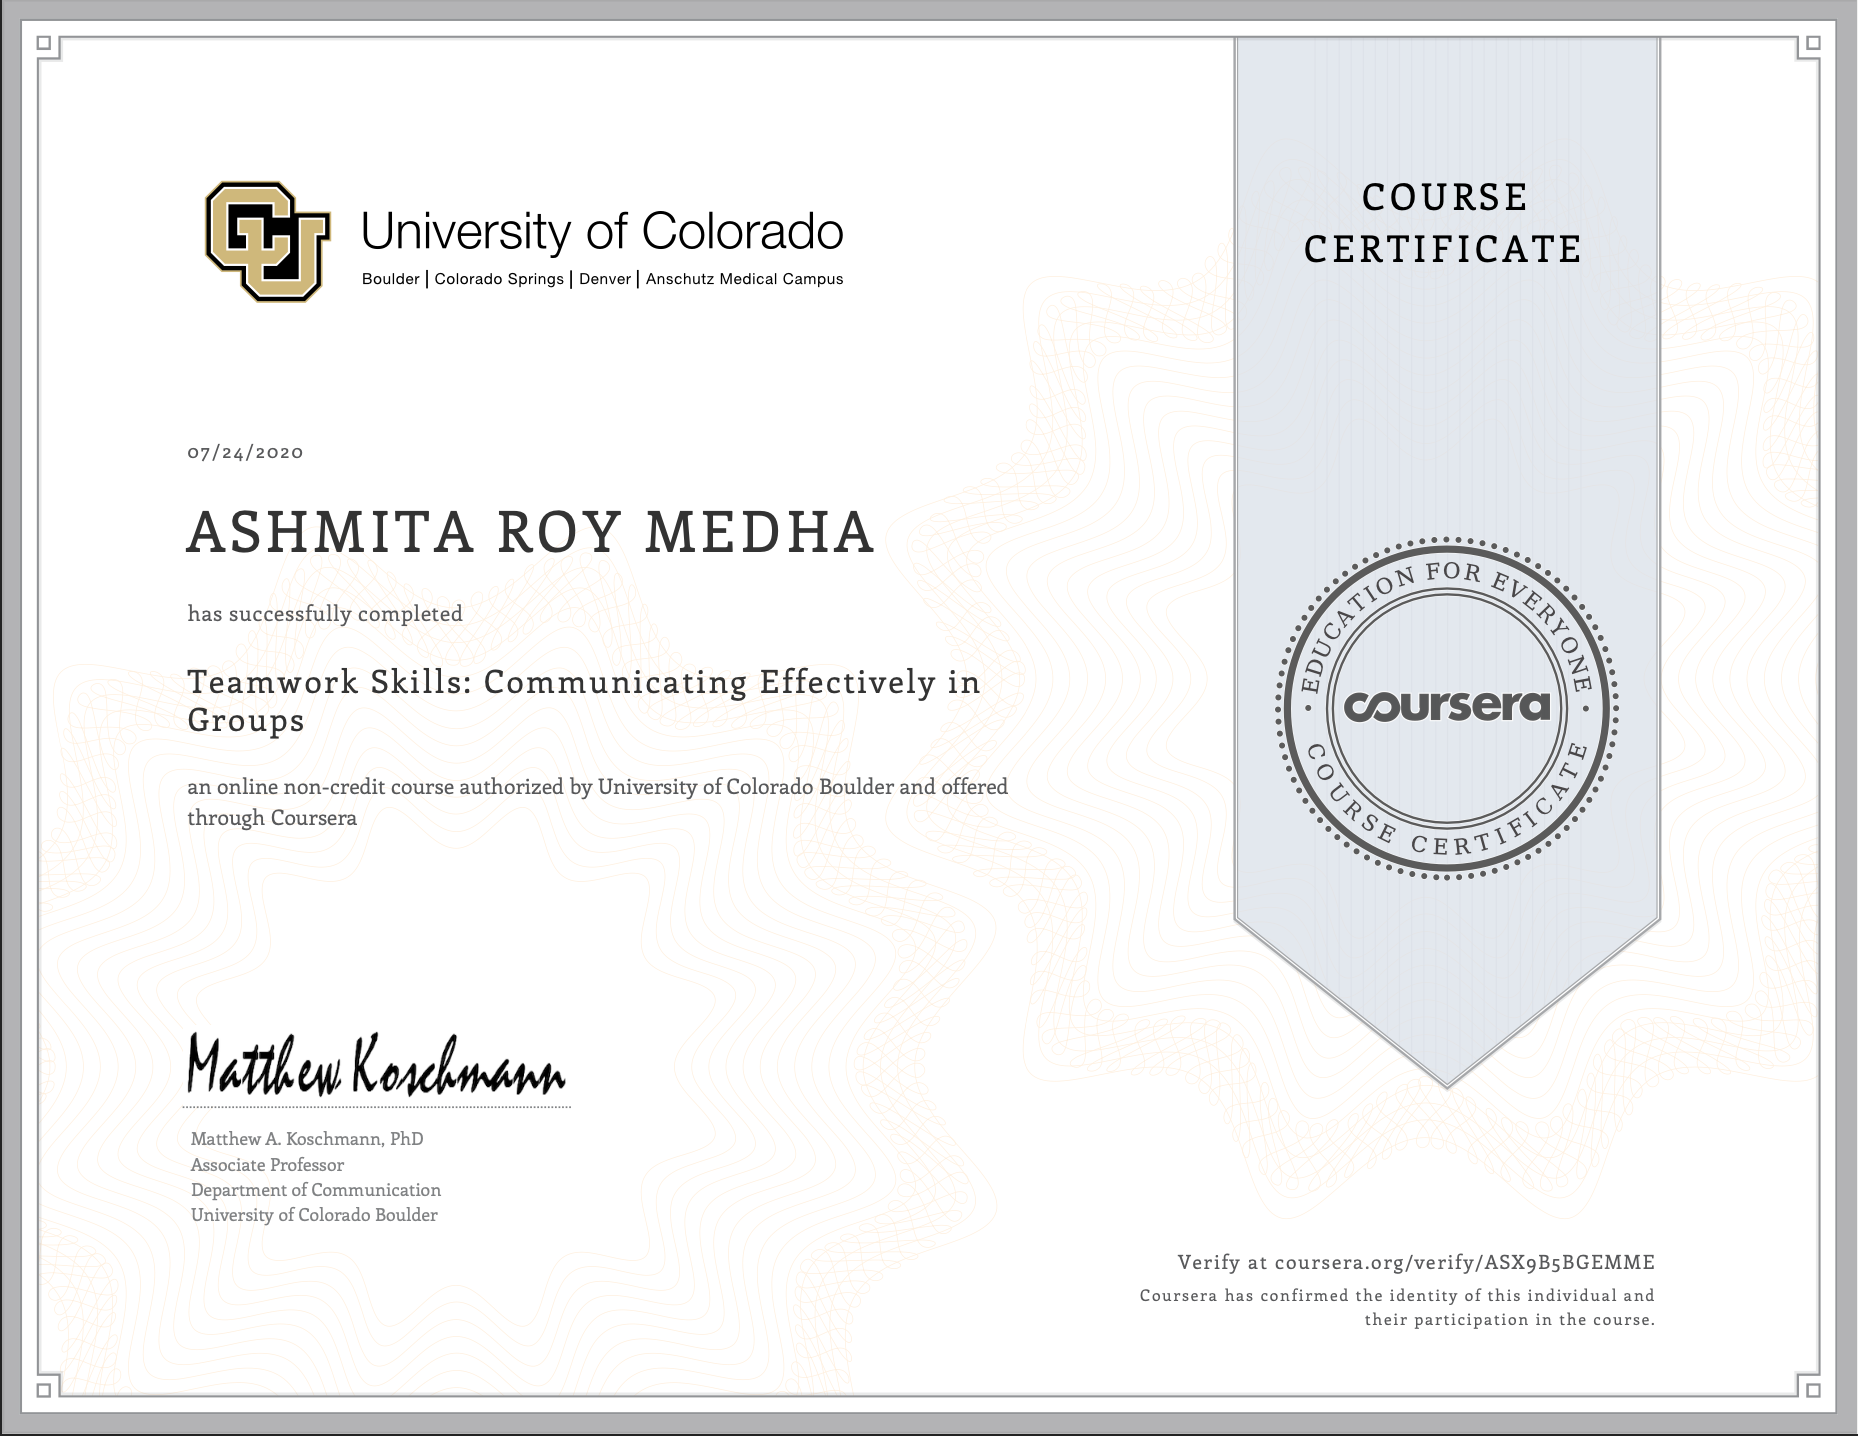 University of Colorado
Boulder | Colorado Springs | Denver | Anschutz Medical Campus
COURSE
CERTIFICATE
07/24/2020
ASHMITA ROY MEDHA
has successfully completed
Teamwork Skills: Communicating Effectively in
Groups
an online non-credit course authorized by University of Colorado Boulder and offered
through Coursera
EDUCATION FOR EVERYONE
coursera
COURSE CERTIFICATE
Matthew Koschmann
Matthew A. Koschmann, PhD
Associate Professor
Department of Communication
University of Colorado Boulder
Verify at coursera.org/verify/ASX9B5BGEMME
Coursera has confirmed the identity of this individual and
their participation in the course.